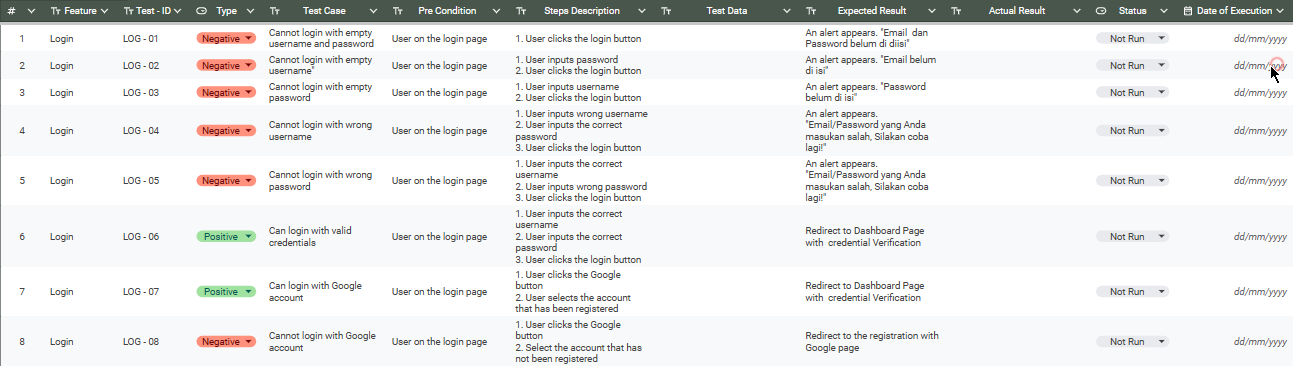 # Feature Test - ID Type Test Case Pre Condition Steps Description Test Data Expected Result Actual Result Status Date of Execution
1 Login LOG - 01 Negative Cannot login with empty username and password User on the login page 1. User clicks the login button An alert appears. "Email dan Password belum di diisi" Not Run dd/mm/yyyy
2 Login LOG - 02 Negative Cannot login with empty username" User on the login page 1. User inputs password 2. User clicks the login button An alert appears. "Email belum di isi" Not Run dd/mm/yyyy
3 Login LOG - 03 Negative Cannot login with empty password User on the login page 1. User inputs username 2. User clicks the login button An alert appears. "Password belum di isi" Not Run dd/mm/yyyy
4 Login LOG - 04 Negative Cannot login with wrong username User on the login page 1. User inputs wrong username 2. User inputs the correct password 3. User clicks the login button An alert appears. "Email/Password yang Anda masukan salah, Silakan coba lagi!" Not Run dd/mm/yyyy
5 Login LOG - 05 Negative Cannot login with wrong password User on the login page 1. User inputs the correct username 2. User inputs wrong password 3. User clicks the login button An alert appears. "Email/Password yang Anda masukan salah, Silakan coba lagi!" Not Run dd/mm/yyyy
6 Login LOG - 06 Positive Can login with valid credentials User on the login page 1. User inputs the correct username 2. User inputs the correct password 3. User clicks the login button Redirect to Dashboard Page with credential Verification Not Run dd/mm/yyyy
7 Login LOG - 07 Positive Can login with Google account User on the login page 1. User clicks the Google button 2. User selects the account that has been registered Redirect to Dashboard Page with credential Verification Not Run dd/mm/yyyy
8 Login LOG - 08 Negative Cannot login with Google account User on the login page 1. User clicks the Google button 2. Select the account that has not been registered Redirect to the registration with Google page Not Run dd/mm/yyyy